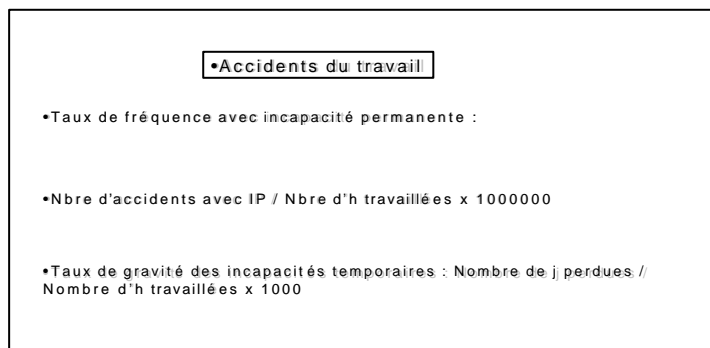 •Accidents du travail
•Taux de fréquence avec incapacité permanente :
•Nbre d'accidents avec IP / Nbre d'h travaillées x 1000000
•Taux de gravité des incapacités temporaires : Nombre de j perdues /
Nombre d'h travaillées x 1000